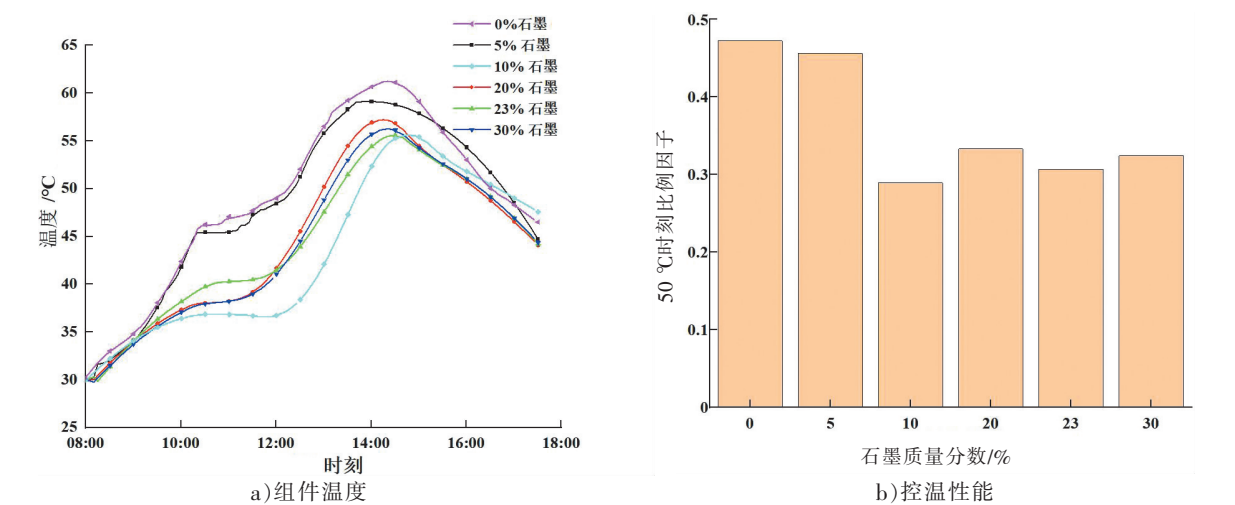 0%石墨
5% 石墨
10% 石墨
20% 石墨
23% 石墨
30% 石墨
65
60
55
50
45
40
35
30
25
温度 /℃
08:00 10:00 12:00 14:00 16:00 18:00
时刻
a)组件温度
0.5
0.4
0.3
0.2
0.1
0
50 ℃时刻比例因子
0 5 10 20 23 30
石墨质量分数/%
b)控温性能